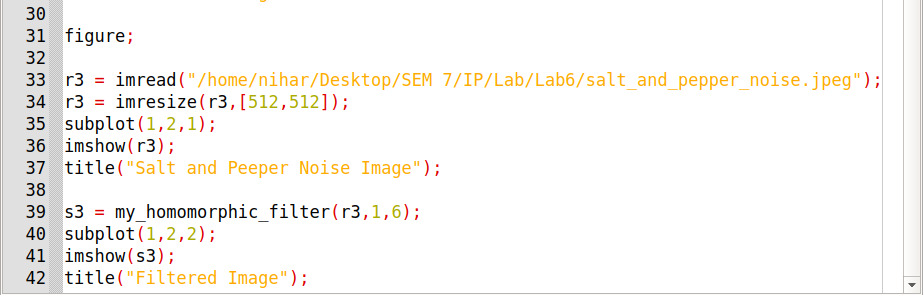 30
31 figure;
32
33 r3 = imread("/home/nihar/Desktop/SEM 7/IP/Lab/Lab6/salt_and_pepper_noise.jpeg");
34 r3 = imresize(r3,[512,512]);
35 subplot(1,2,1);
36 imshow(r3);
37 title("Salt and Peeper Noise Image");
38
39 s3 = my_homomorphic_filter(r3,1,6);
40 subplot(1,2,2);
41 imshow(s3);
42 title("Filtered Image");